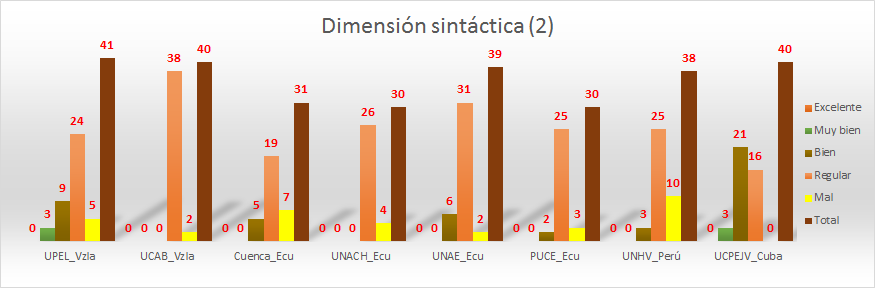 Dimensión sintáctica (2)
41 40 31 30 39 30 38 40
0 3 9 24 5
0 0 0 38 2
0 0 5 19 7
0 0 0 26 4
0 0 6 31 2
0 0 2 25 3
0 0 3 25 10
0 3 21 16 0
UPEL_Vzla UCAB_Vzla Cuenca_Ecu UNACH_Ecu UNAE_Ecu PUCE_Ecu UNHV_Perú UCPEJV_Cuba
Excelente
Muy bien
Bien
Regular
Mal
Total